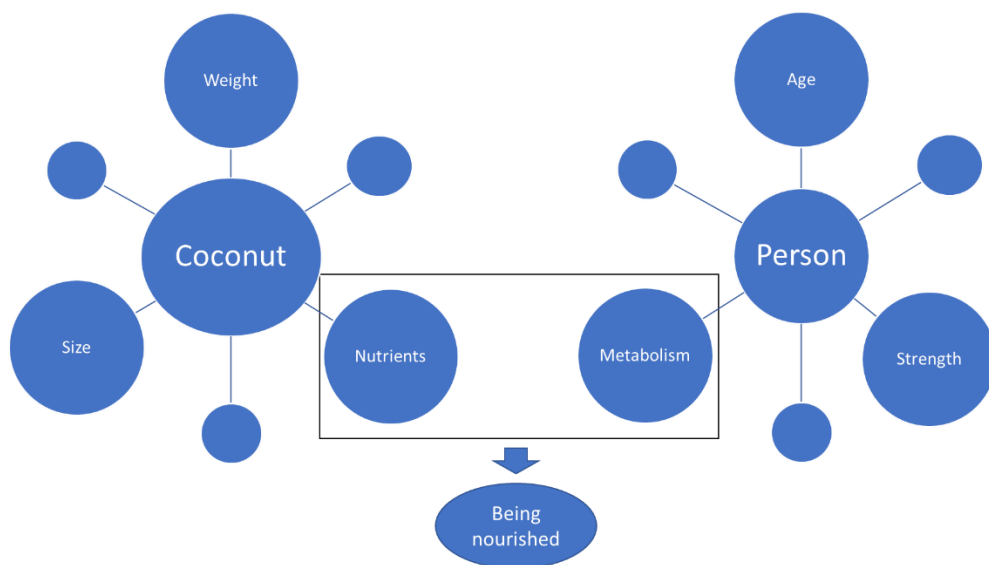 Weight
Age
Coconut
Person
Size
Nutrients
Metabolism
Strength
Being
nourished